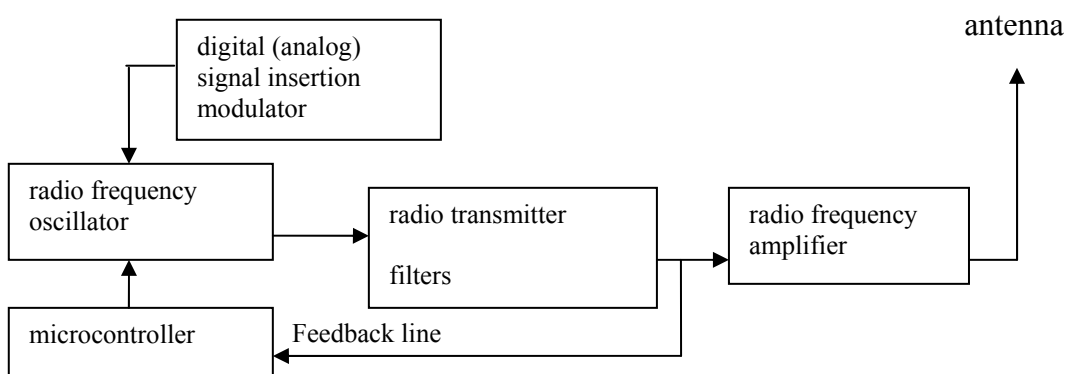 antenna
digital (analog)
signal insertion
modulator
radio frequency
oscillator
radio transmitter
filters
radio frequency
amplifier
microcontroller
Feedback line